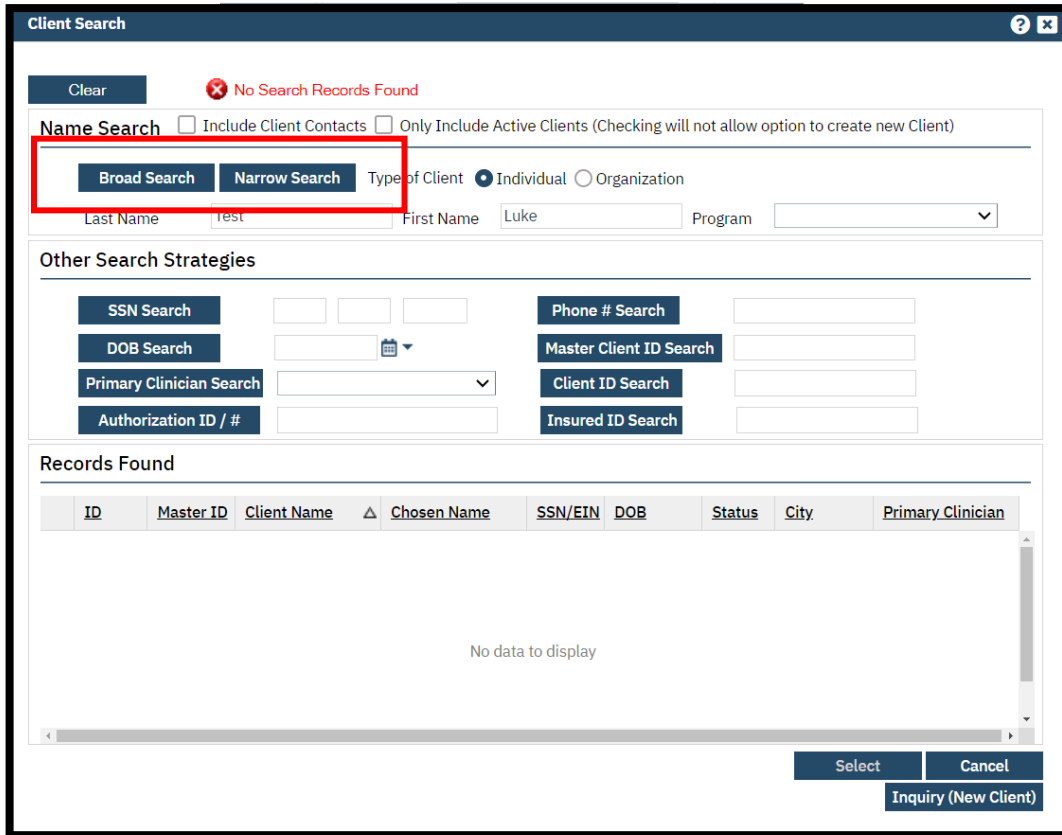 Client Search
Clear No Search Records Found
Name Search Include Client Contacts Only Include Active Clients (Checking will not allow option to create new Client)
Broad Search Narrow Search Type of Client Individual Organization
Last Name Test First Name Luke Program
Other Search Strategies
SSN Search Phone # Search
DOB Search Master Client ID Search
Primary Clinician Search Client ID Search
Authorization ID / # Insured ID Search
Records Found
ID Master ID Client Name Chosen Name SSN/EIN DOB Status City Primary Clinician
No data to display
Select Cancel
Inquiry (New Client)